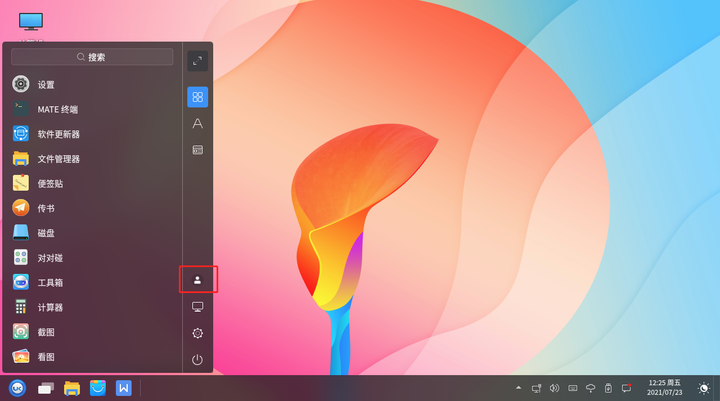 搜索
设置
MATE 终端
软件更新器
文件管理器
便签贴
传书
磁盘
对对碰
工具箱
计算器
截图
看图
12:25 周五
2021/07/23